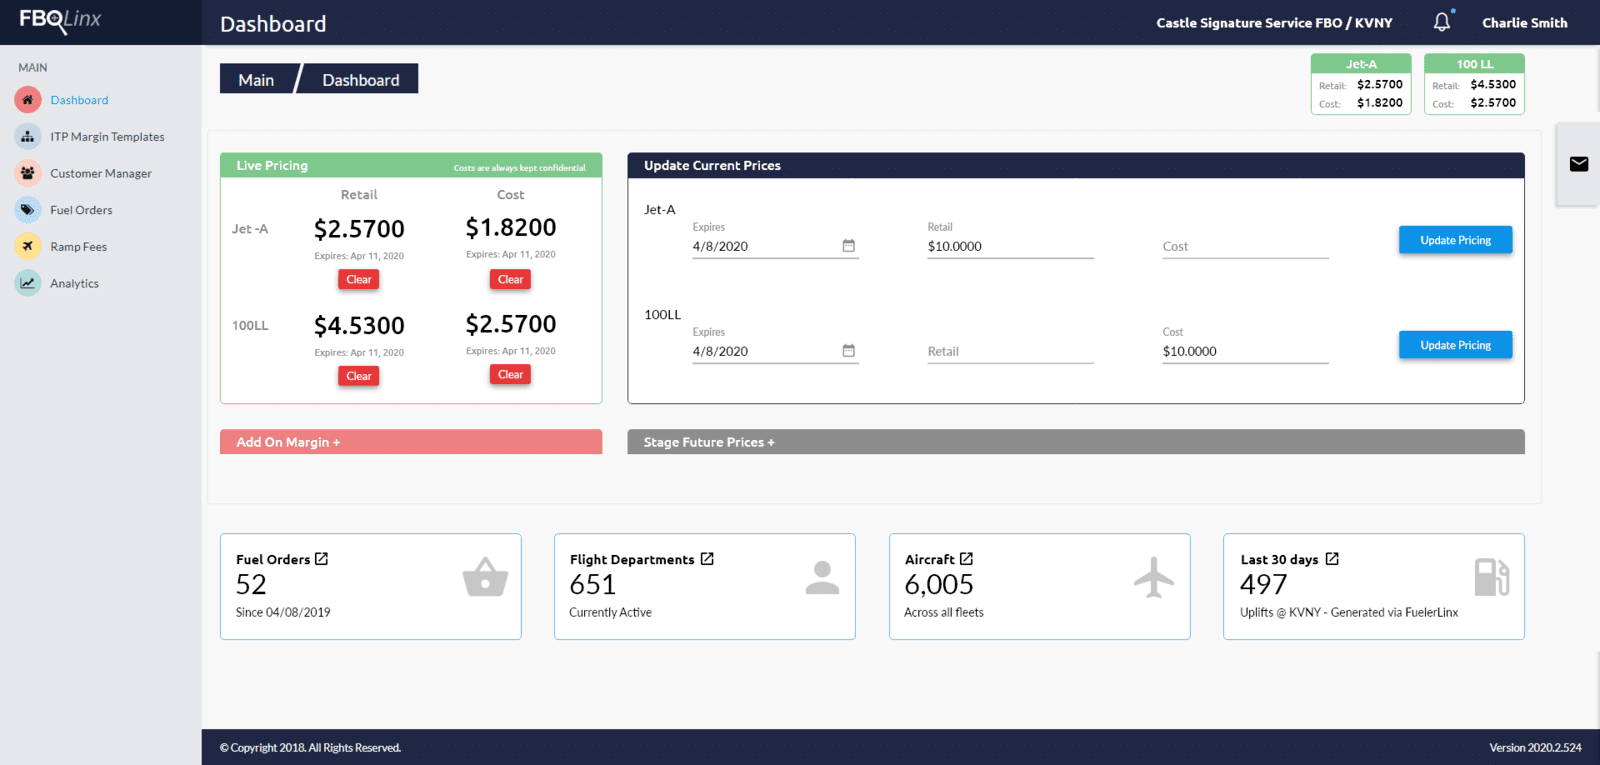 FBOLinx
Dashboard
Castle Signature Service FBO / KVNY
Charlie Smith
MAIN
Dashboard
ITP Margin Templates
Customer Manager
Fuel Orders
Ramp Fees
Analytics
Main
Dashboard
Jet-A
Retail: $2.5700
Cost: $1.8200
100 LL
Retail: $4.5300
Cost: $2.5700
Live Pricing
Costs are always kept confidential
Retail
Cost
Jet -A
$2.5700
$1.8200
Expires: Apr 11, 2020
Expires: Apr 11, 2020
Clear
Clear
100LL
$4.5300
$2.5700
Expires: Apr 11, 2020
Expires: Apr 11, 2020
Clear
Clear
Update Current Prices
Jet-A
Expires
Retail
4/8/2020
$10.0000
Cost
Update Pricing
100LL
Expires
Cost
4/8/2020
Retail
$10.0000
Update Pricing
Add On Margin +
Stage Future Prices +
Fuel Orders
52
Since 04/08/2019
Flight Departments
651
Currently Active
Aircraft
6,005
Across all fleets
Last 30 days
497
Uplifts @ KVNY - Generated via FuelerLinx
© Copyright 2018. All Rights Reserved.
Version 2020.2.524